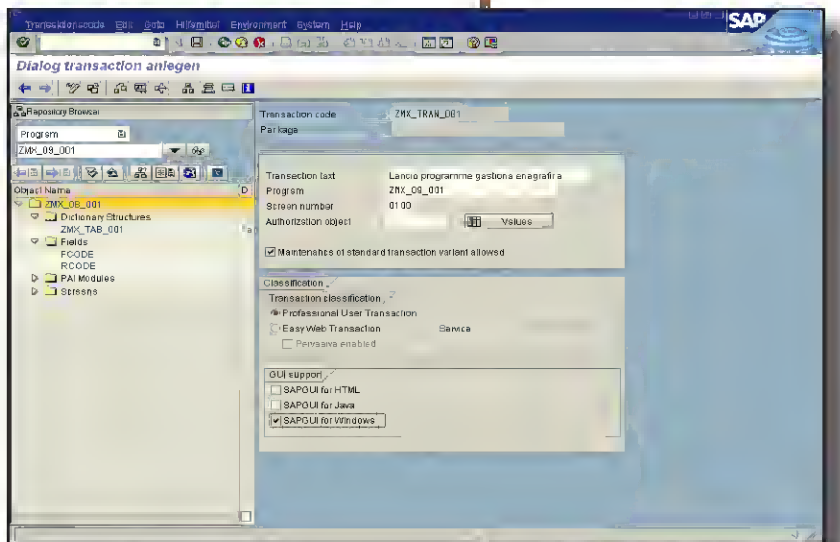 Transaktionscode Edit Goto Hilfsmittel Environment System Help
SAP
Dialog transaction anlegen
Repository Browser
Program
ZMX_09_001
Object Name
D
ZMX_0B_001
Dictionary Structures
ZMX_TAB_001
Fields
FCODE
RCODE
PAI Modules
Screens
Transaction code ZMX_TRAN_001
Package
Transaction text Lancio programme gestione anagrafica
Program ZMX_09_001
Screen number 0100
Authorization object Values
Maintenance of standard transaction variant allowed
Classification
Transaction classification
Professional User Transaction
Easy Web Transaction Service
Pervasive enabled
GUI support
SAPGUI for HTML
SAPGUI for Java
SAPGUI for Windows